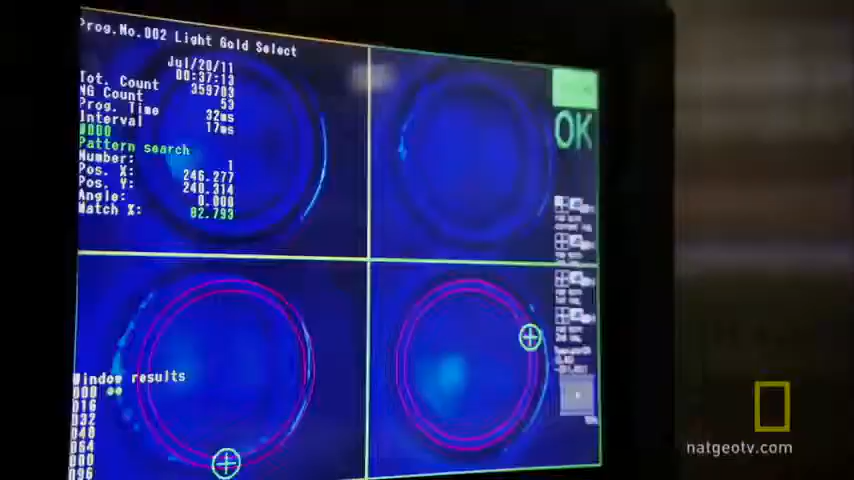 Prog.No.002 Light Gold Select
Jul/20/11
00:37:13
Tot. Count 359703
NG Count 53
Prog. Time 32ms
Interval 17ms
W000
Pattern search
Number: 1
Pos. X: 246.277
Pos. Y: 240.314
Angle: 0.000
Match %: 82.793
OK
Window results
000
016
032
048
064
080
096
natgeotv.com